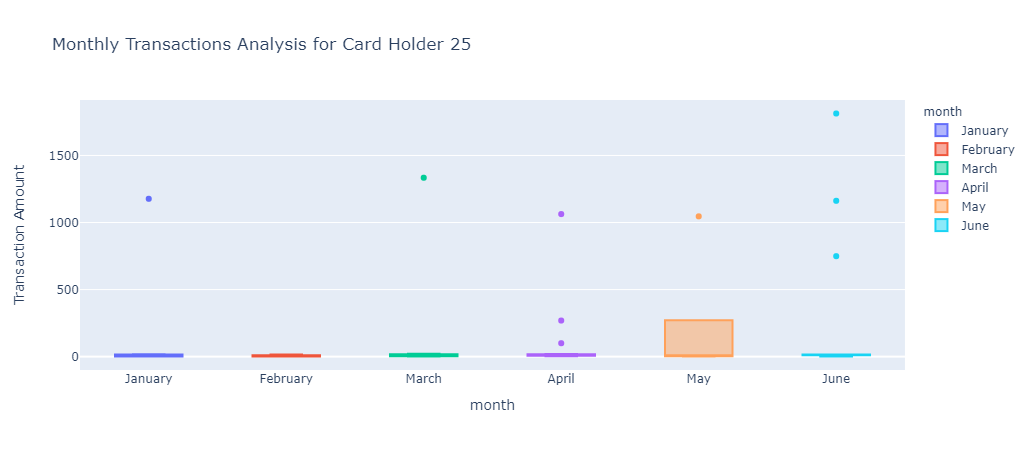 Monthly Transactions Analysis for Card Holder 25
Transaction Amount
1500
1000
500
0
January
February
March
April
May
June
month
month
January
February
March
April
May
June